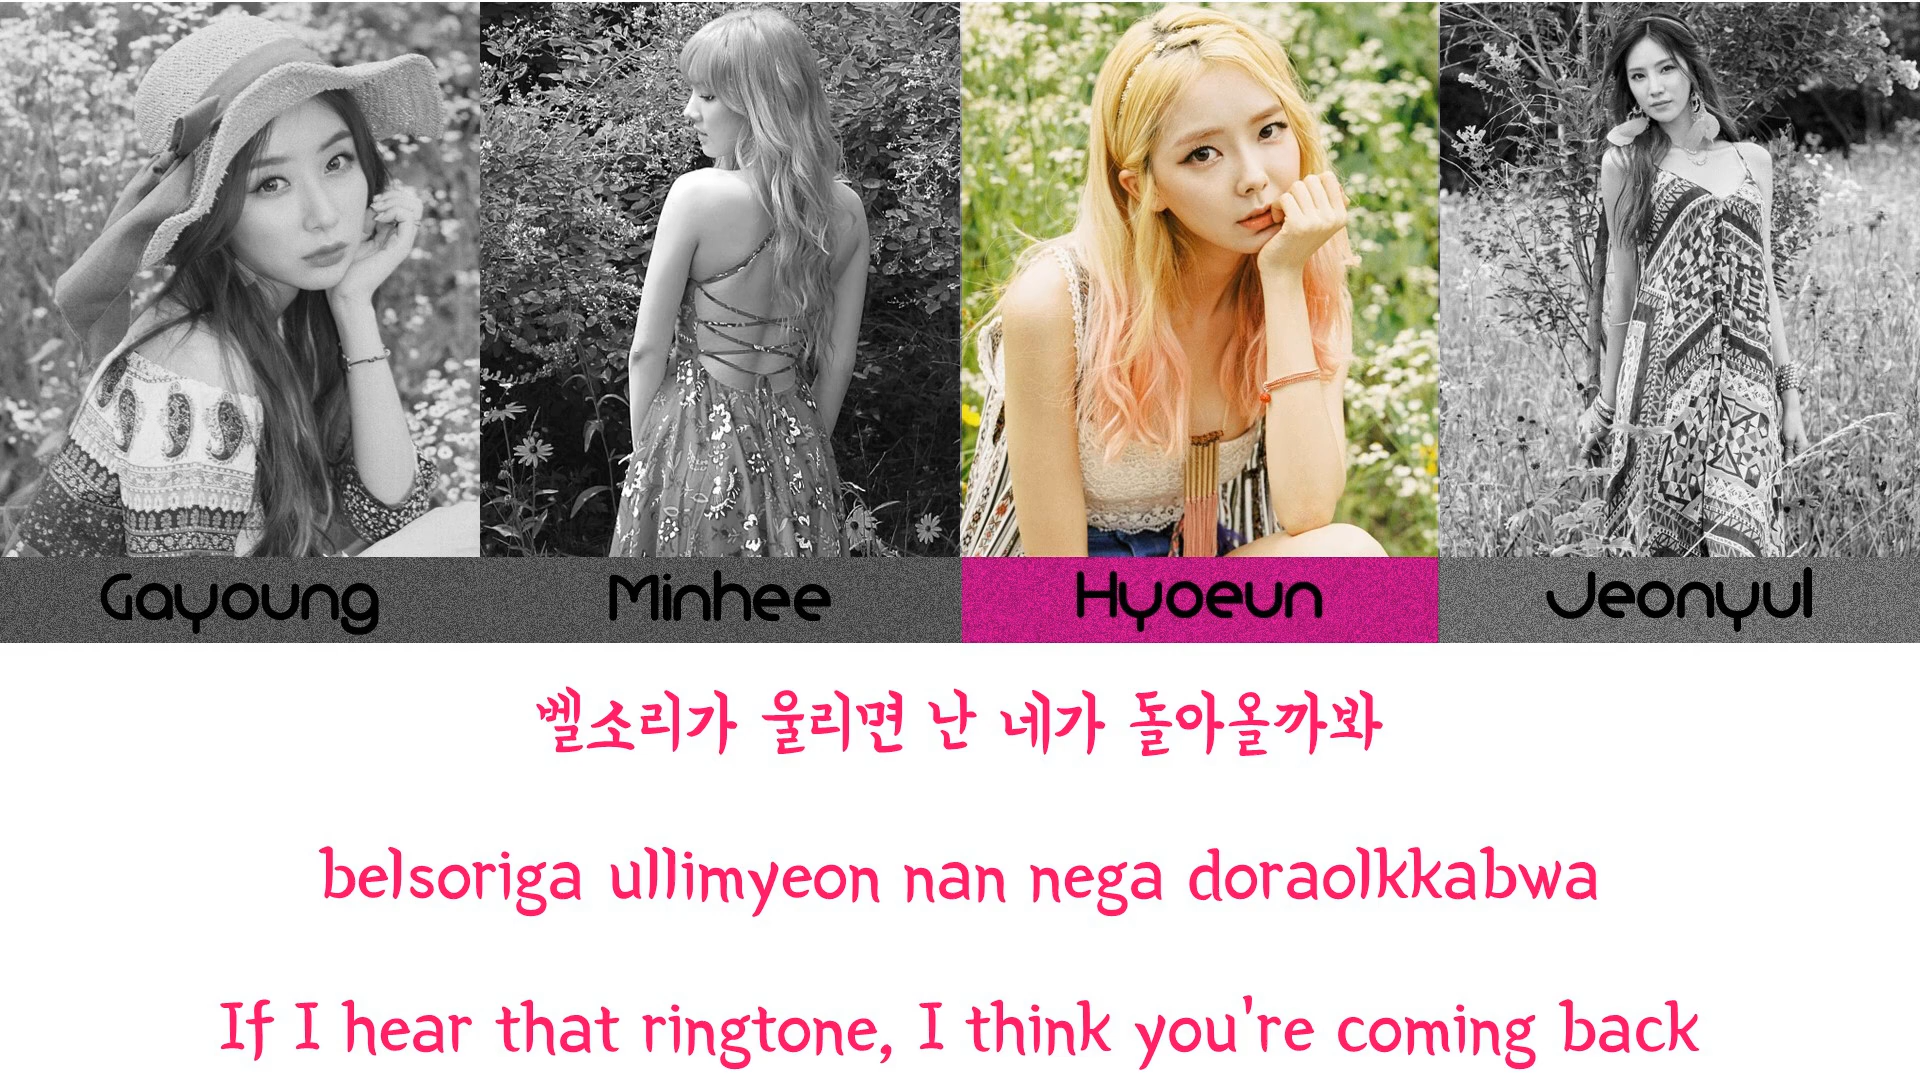 Gayoung Minhee Hyoeun Jeonyul
벨소리가 울리면 난 네가 돌아올까봐
belsoriga ullimyeon nan nega doraolkkabwa
If I hear that ringtone, I think you're coming back